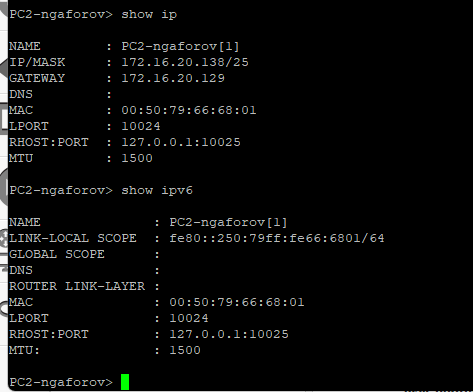 PC2-ngaforov> show ip
NAME        : PC2-ngaforov[1]
IP/MASK     : 172.16.20.138/25
GATEWAY     : 172.16.20.129
DNS         :
MAC         : 00:50:79:66:68:01
LPORT       : 10024
RHOST:PORT  : 127.0.0.1:10025
MTU         : 1500
PC2-ngaforov> show ipv6
NAME              : PC2-ngaforov[1]
LINK-LOCAL SCOPE  : fe80::250:79ff:fe66:6801/64
GLOBAL SCOPE      :
DNS               :
ROUTER LINK-LAYER :
MAC               : 00:50:79:66:68:01
LPORT             : 10024
RHOST:PORT        : 127.0.0.1:10025
MTU:              : 1500
PC2-ngaforov>